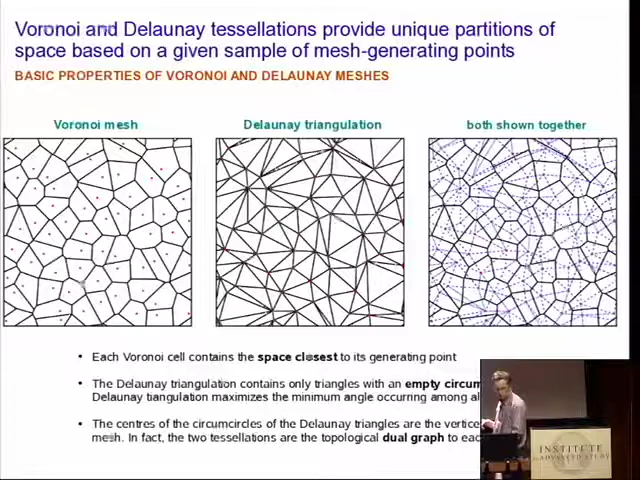 Voronoi and Delaunay tessellations provide unique partitions of
space based on a given sample of mesh-generating points
BASIC PROPERTIES OF VORONOI AND DELAUNAY MESHES
Voronoi mesh
Delaunay triangulation
both shown together
• Each Voronoi cell contains the space closest to its generating point
• The Delaunay triangulation contains only triangles with an empty circum
Delaunay tiangulation maximizes the minimum angle occurring among al
• The centres of the circumcircles of the Delaunay triangles are the vertice
mesh. In fact, the two tessellations are the topological dual graph to eac
INSTITUTE
for ADVANCED STUDY